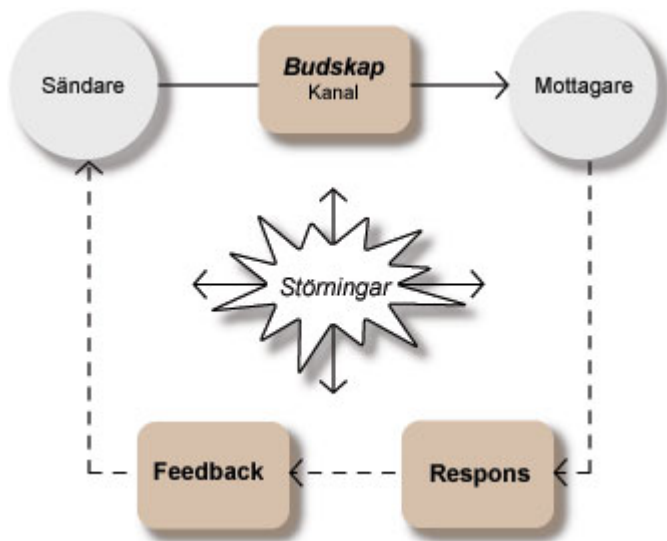 Sändare
Budskap
Kanal
Mottagare
Störningar
Feedback
Respons